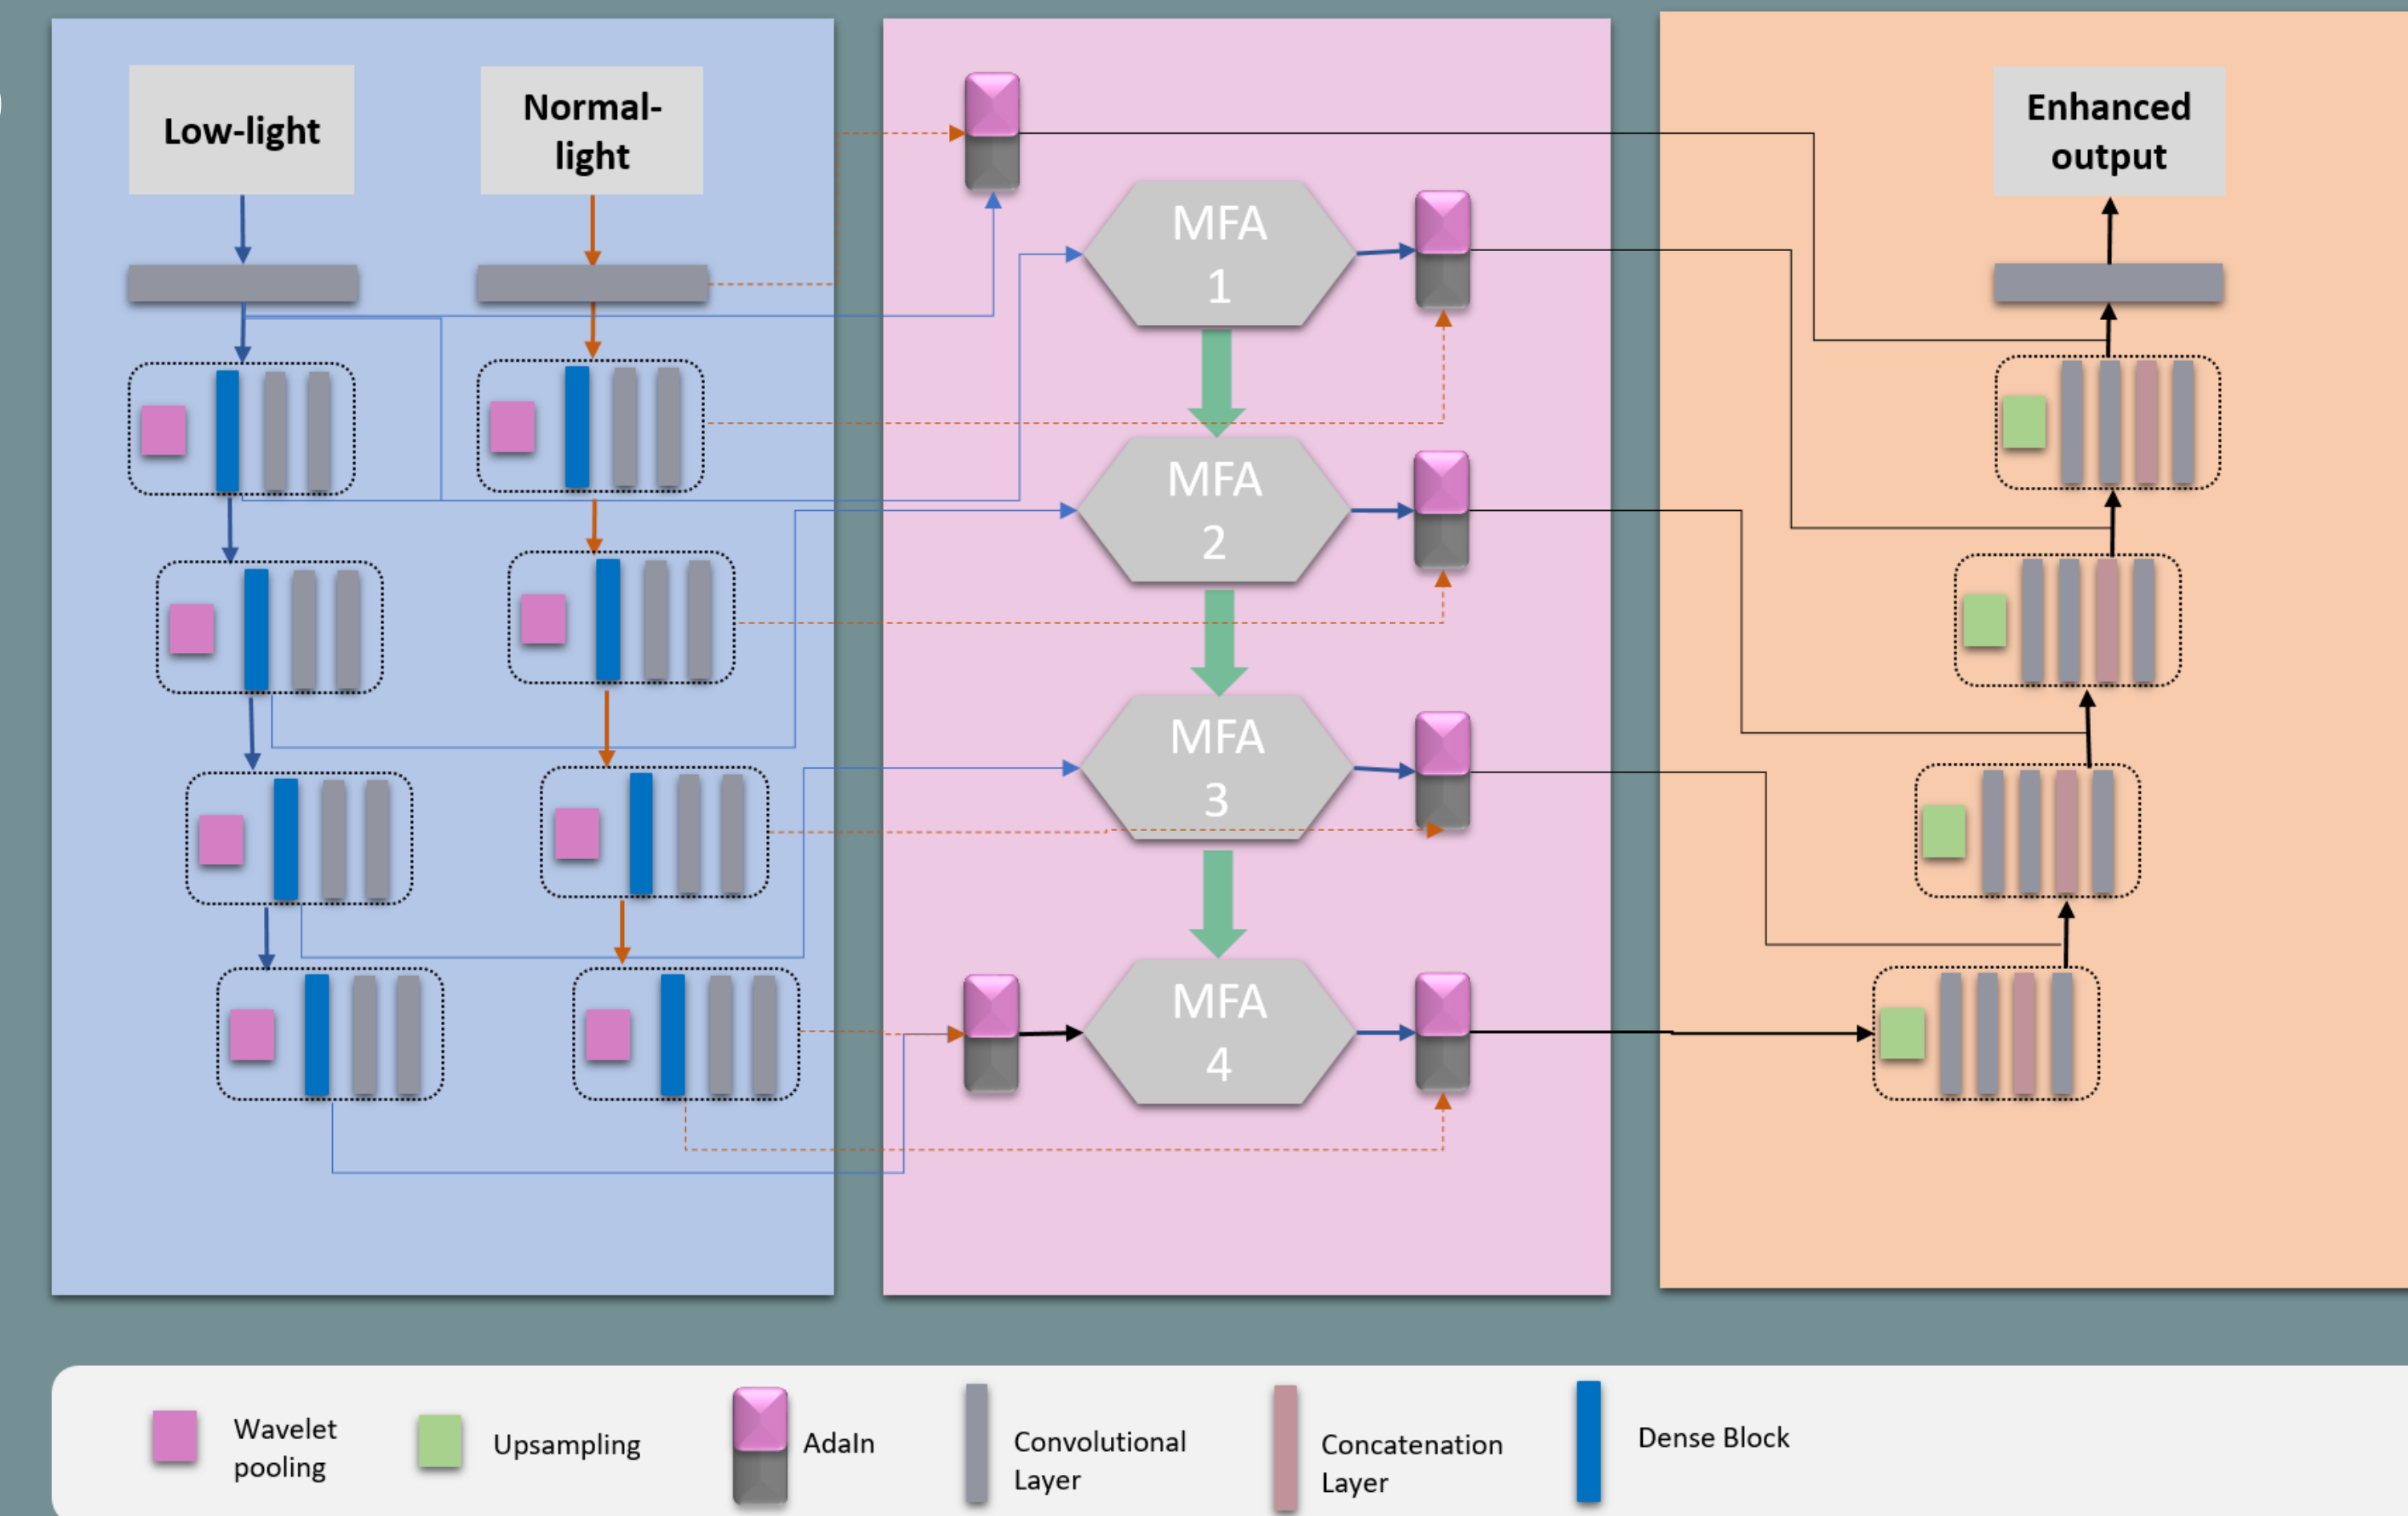 Low-light
Normal-
light
Enhanced
output
MFA
1
MFA
2
MFA
3
MFA
4
Wavelet
pooling
Upsampling
AdaIn
Convolutional
Layer
Concatenation
Layer
Dense Block